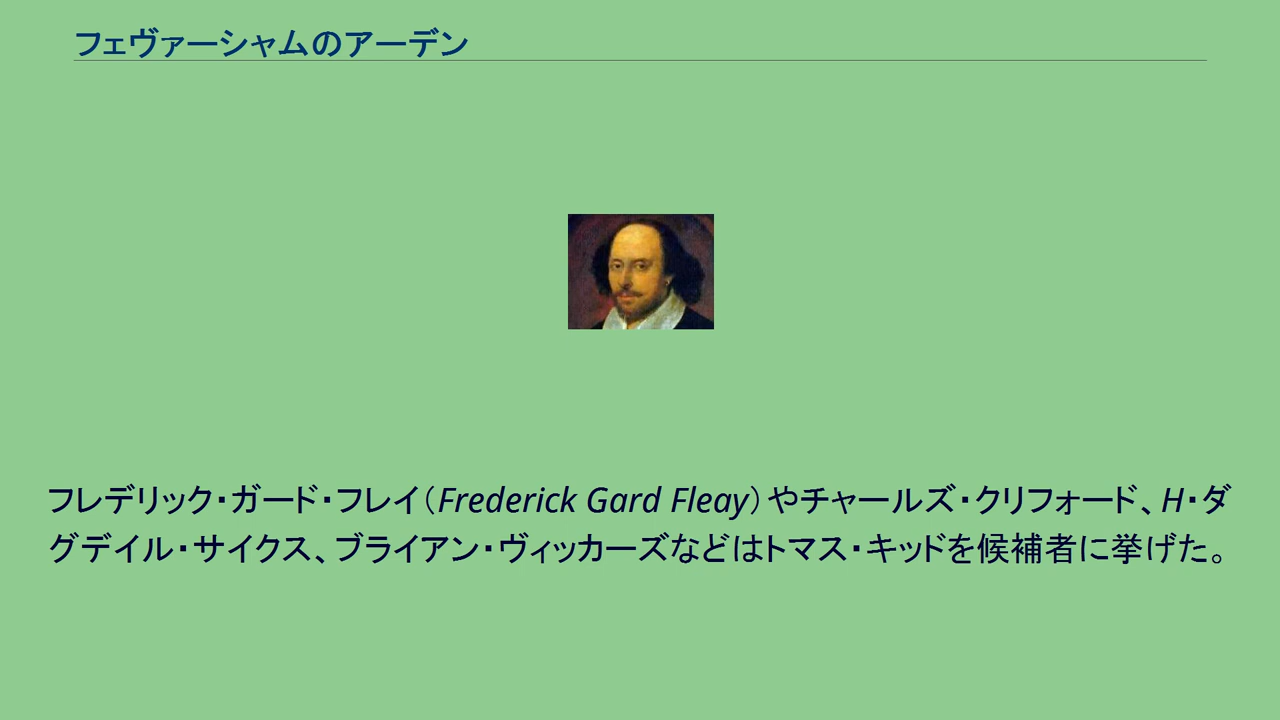 フェヴァーシャムのアーデン
フレデリック・ガード・フレイ（Frederick Gard Fleay）やチャールズ・クリフォード、H・ダ
グデイル・サイクス、ブライアン・ヴィッカーズなどはトマス・キッドを候補者に挙げた。